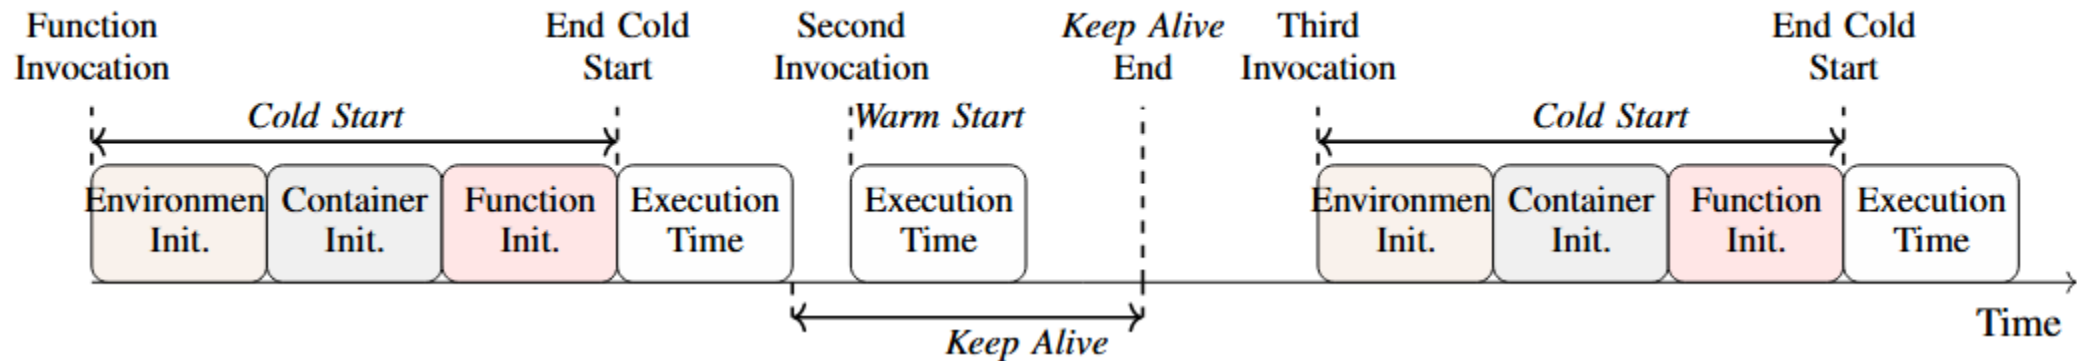 Function
Invocation
End Cold
Start
Second
Invocation
Keep Alive
End
Third
Invocation
End Cold
Start
Cold Start
Warm Start
Cold Start
Environmen
Init.
Container
Init.
Function
Init.
Execution
Time
Execution
Time
Environmen
Init.
Container
Init.
Function
Init.
Execution
Time
Time
Keep Alive